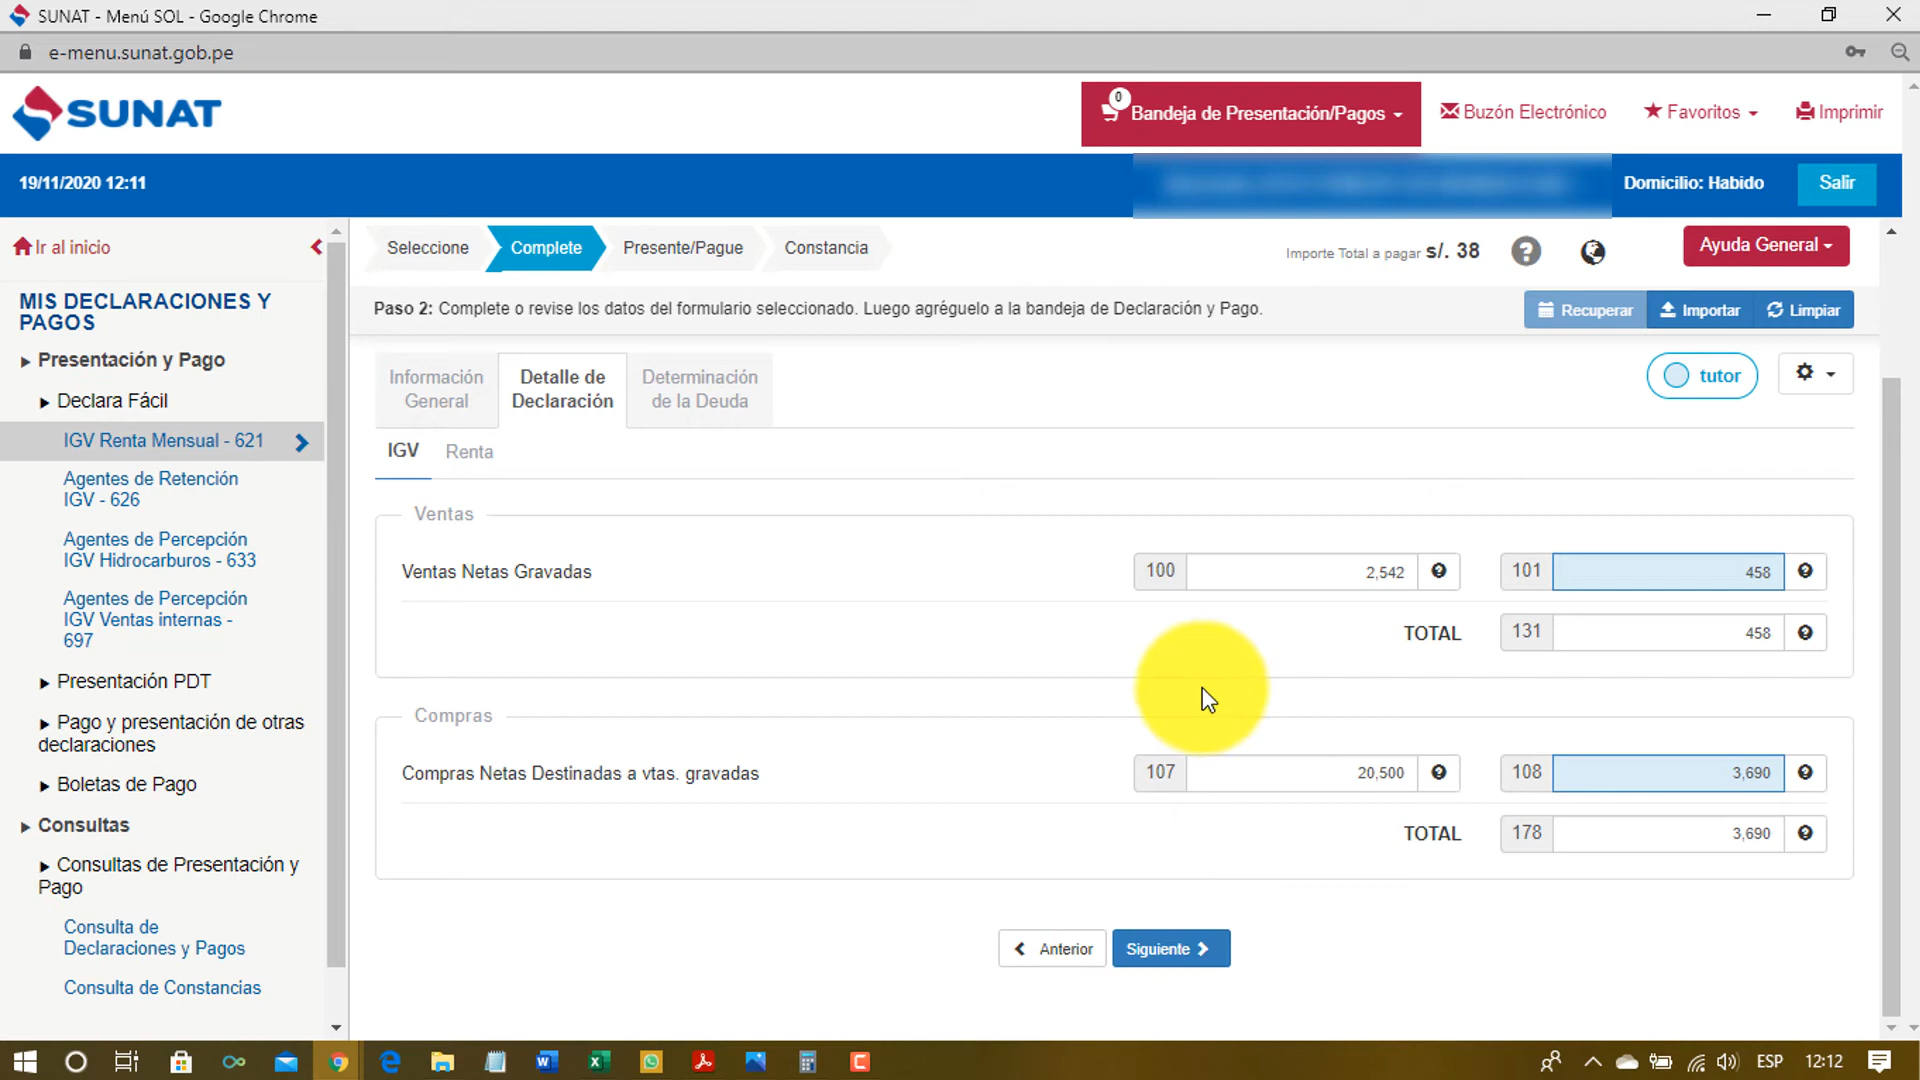 SUNAT - Menú SOL - Google Chrome
e-menu.sunat.gob.pe
SUNAT
0
Bandeja de Presentación/Pagos
Buzón Electrónico
Favoritos
Imprimir
19/11/2020 12:11
Domicilio: Habido
Salir
Ir al inicio
MIS DECLARACIONES Y
PAGOS
Presentación y Pago
Declara Fácil
IGV Renta Mensual - 621
Agentes de Retención
IGV - 626
Agentes de Percepción
IGV Hidrocarburos - 633
Agentes de Percepción
IGV Ventas internas -
697
Presentación PDT
Pago y presentación de otras
declaraciones
Boletas de Pago
Consultas
Consultas de Presentación y
Pago
Consulta de
Declaraciones y Pagos
Consulta de Constancias
Seleccione
Complete
Presente/Pague
Constancia
Importe Total a pagar s/. 38
Ayuda General
Paso 2: Complete o revise los datos del formulario seleccionado. Luego agréguelo a la bandeja de Declaración y Pago.
Recuperar
Importar
Limpiar
Información
General
Detalle de
Declaración
Determinación
de la Deuda
tutor
IGV
Renta
Ventas
Ventas Netas Gravadas 100 2,542 101 458
TOTAL 131 458
Compras
Compras Netas Destinadas a vtas. gravadas 107 20,500 108 3,690
TOTAL 178 3,690
Anterior
Siguiente
ESP
12:12